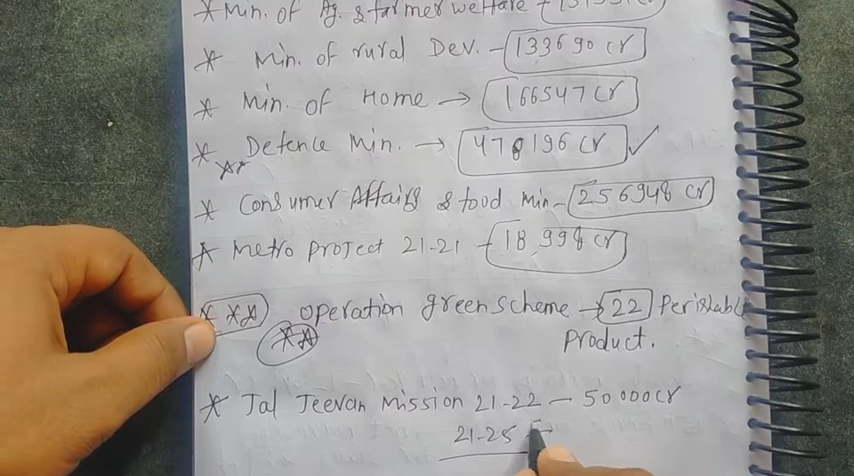 * Min. of Ag. & farmer welfare -
* Min. of rural Dev. - 133690 cr
* Min. of Home → 166547 cr
* Defence Min. → 478196 cr ✓
**
* Consumer Affairs & food min - 256948 cr
* Metro project 21-21 - 18,998 cr
*** operation green scheme → 22 Perishable
** product.
* Jal Jeevan mission 21-22 - 50000 cr
21-25